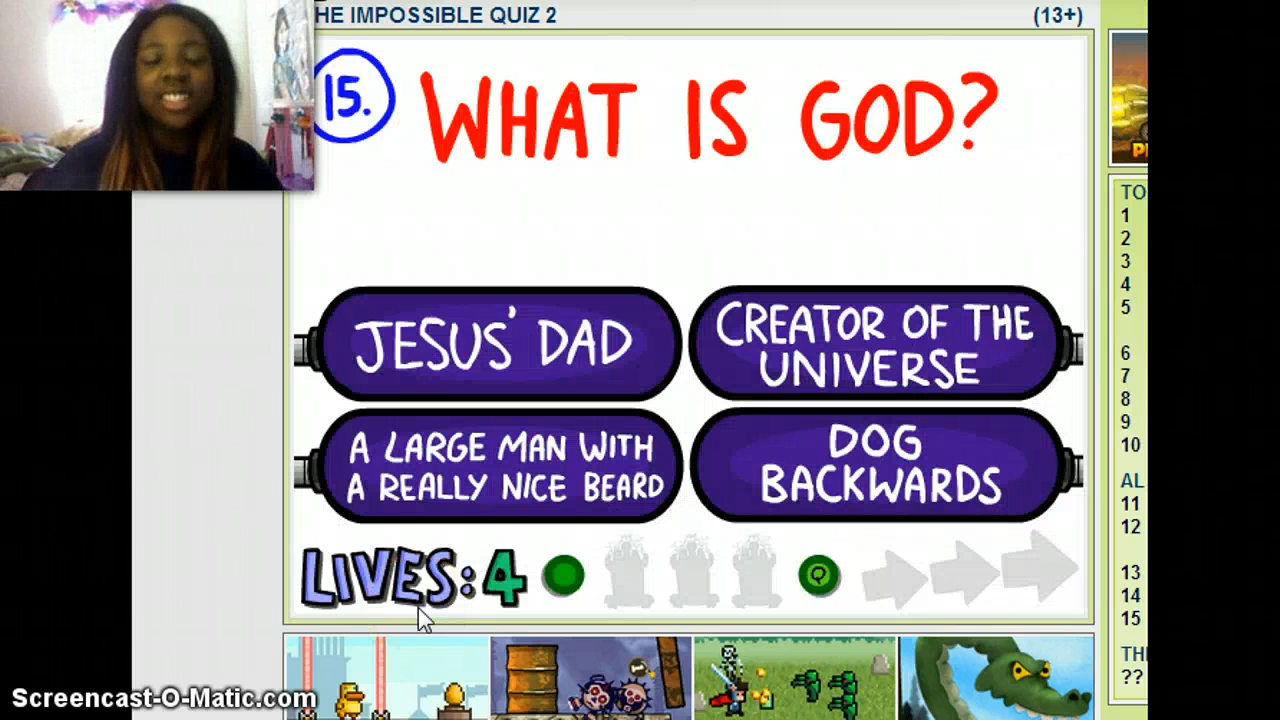 THE IMPOSSIBLE QUIZ 2
(13+)
15.
WHAT IS GOD?
JESUS' DAD
CREATOR OF THE
UNIVERSE
A LARGE MAN WITH
A REALLY NICE BEARD
DOG
BACKWARDS
LIVES: 4
TO
1
2
3
4
5
6
7
8
9
10
AL
11
12
13
14
15
??
Screencast-O-Matic.com